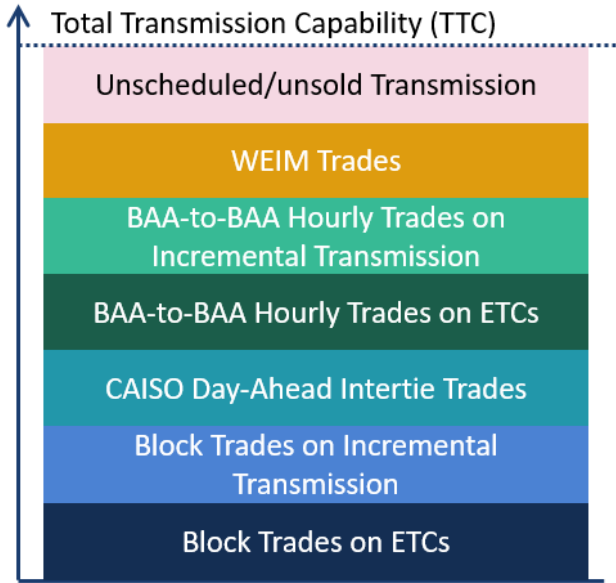 Total Transmission Capability (TTC)
Unscheduled/unsold Transmission
WEIM Trades
BAA-to-BAA Hourly Trades on
Incremental Transmission
BAA-to-BAA Hourly Trades on ETCs
CAISO Day-Ahead Intertie Trades
Block Trades on Incremental
Transmission
Block Trades on ETCs